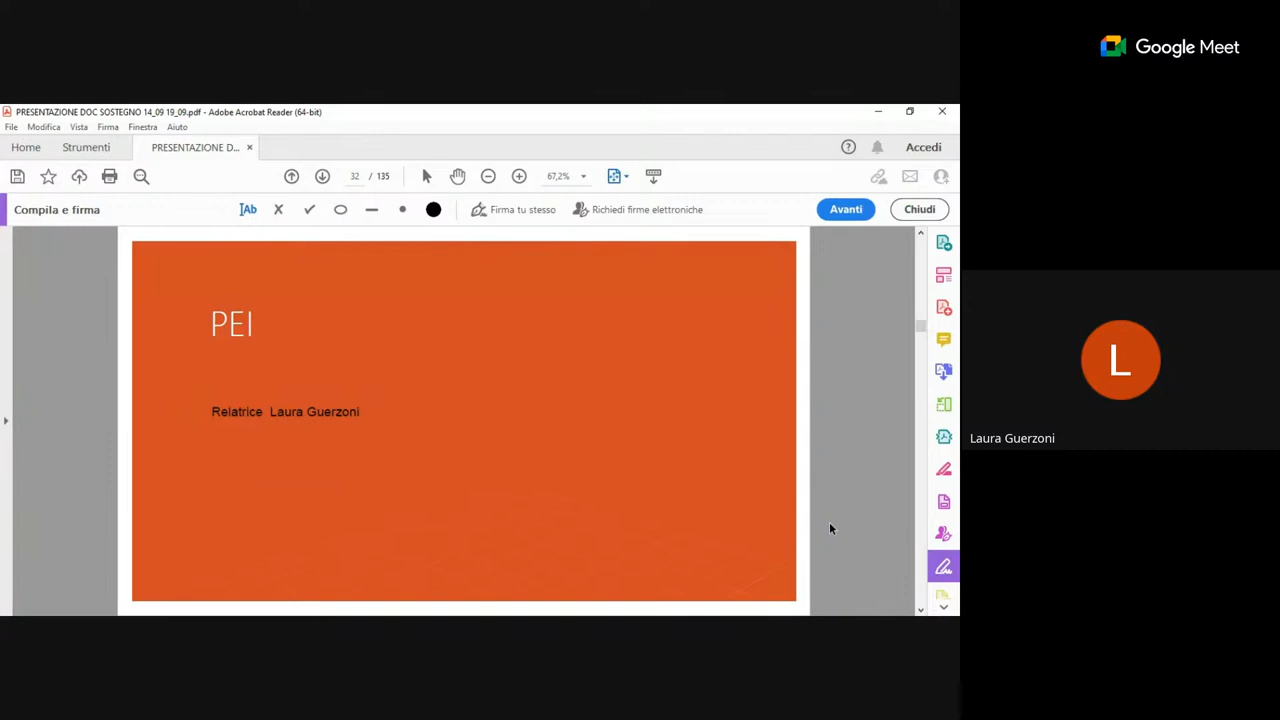 Google Meet
PRESENTAZIONE DOC SOSTEGNO 14_09 19_09.pdf - Adobe Acrobat Reader (64-bit)
File Modifica Vista Firma Finestra Aiuto
Home Strumenti PRESENTAZIONE D... × Accedi
32 / 135 67,2%
Compila e firma Ab Firma tu stesso Richiedi firme elettroniche Avanti Chiudi
PEI
Relatrice Laura Guerzoni
L
Laura Guerzoni